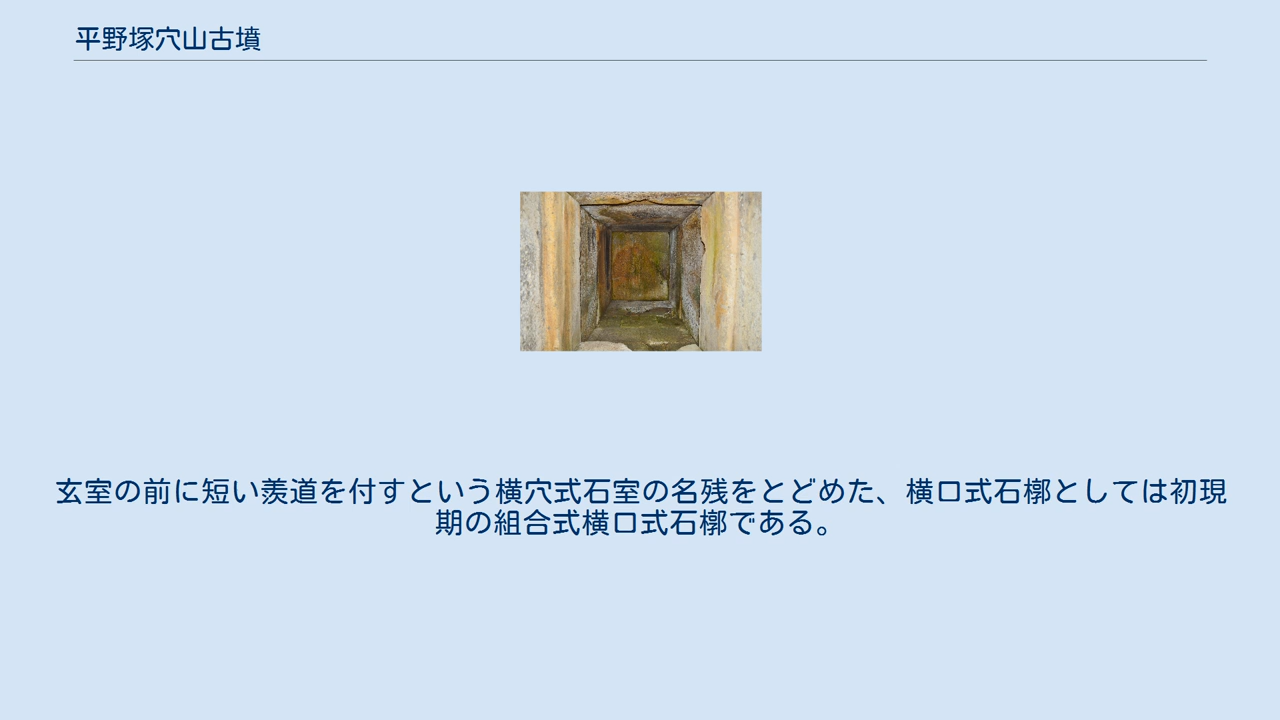 平野塚穴山古墳
玄室の前に短い羨道を付すという横穴式石室の名残をとどめた、横口式石槨としては初現
期の組合式横口式石槨である。